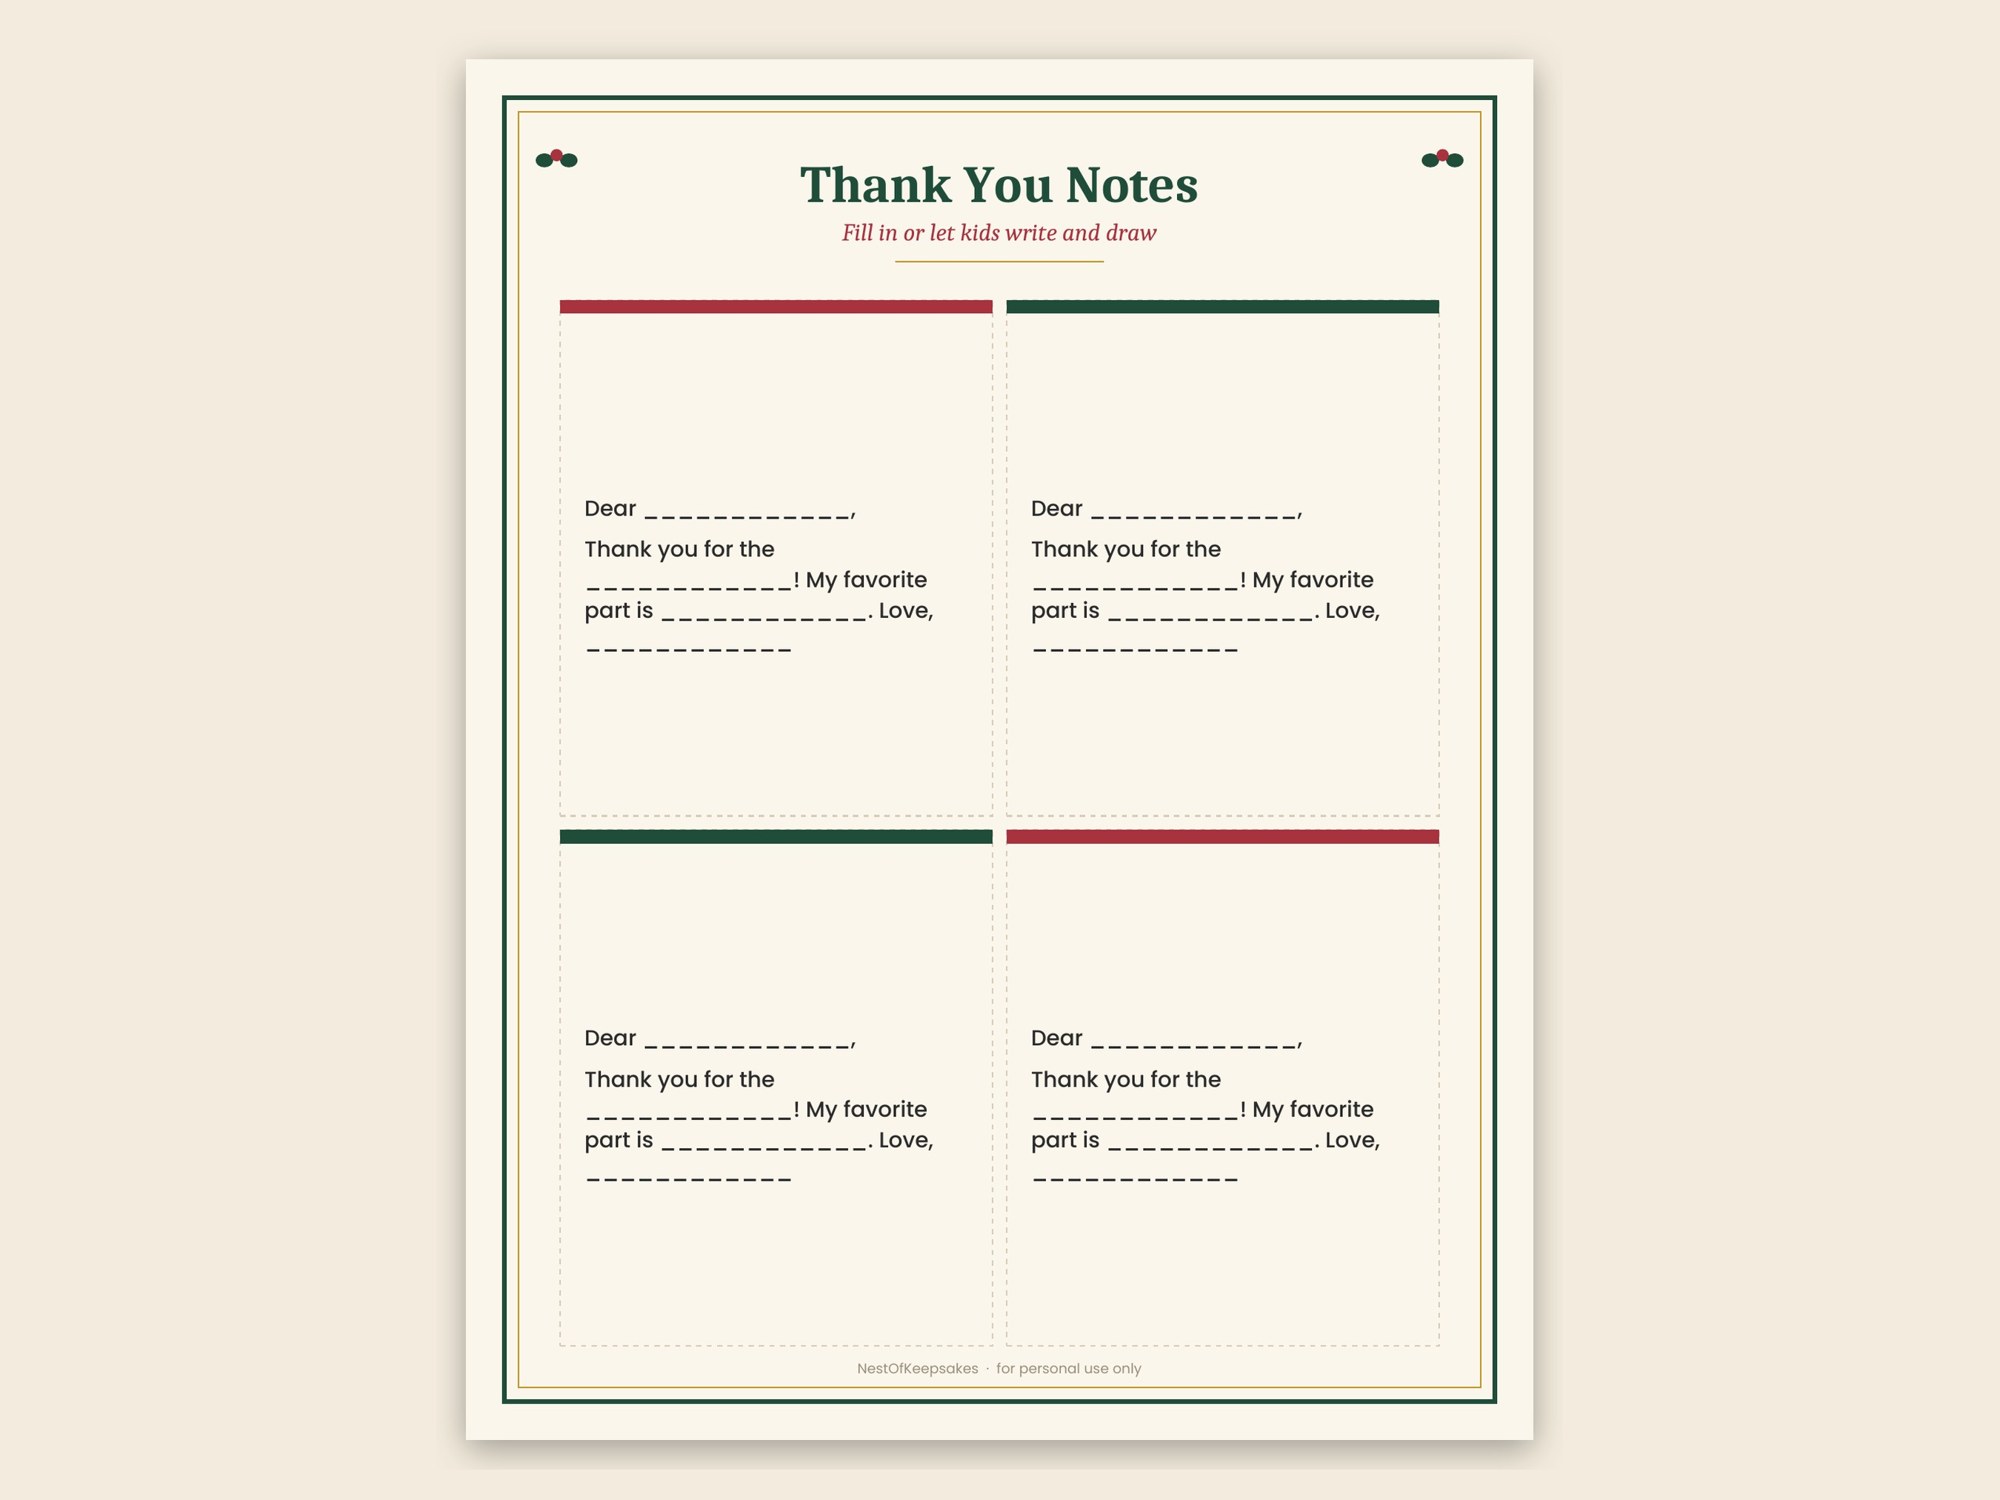 Thank You Notes
Fill in or let kids write and draw
Dear ____________,
Thank you for the
____________! My favorite
part is ____________. Love,
____________
Dear ____________,
Thank you for the
____________! My favorite
part is ____________. Love,
____________
Dear ____________,
Thank you for the
____________! My favorite
part is ____________. Love,
____________
Dear ____________,
Thank you for the
____________! My favorite
part is ____________. Love,
____________
NestOfKeepsakes · for personal use only